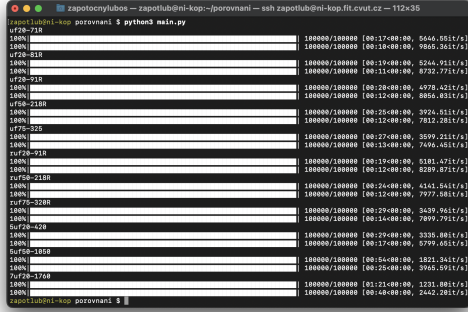 zapotocnylubos — zapotlub@ni-kop:~/porovnani — ssh zapotlub@ni-kop.fit.cvut.cz — 112×35
zapotlub@ni-kop porovnani $ python3 main.py
uf20-71R
100%| 100000/100000 [00:17<00:00, 5646.55it/s]
100%| 100000/100000 [00:10<00:00, 9865.36it/s]
uf20-81R
100%| 100000/100000 [00:19<00:00, 5244.91it/s]
100%| 100000/100000 [00:11<00:00, 8732.77it/s]
uf20-91R
100%| 100000/100000 [00:20<00:00, 4978.42it/s]
100%| 100000/100000 [00:12<00:00, 8056.03it/s]
uf50-218R
100%| 100000/100000 [00:25<00:00, 3924.51it/s]
100%| 100000/100000 [00:12<00:00, 7812.28it/s]
uf75-325
100%| 100000/100000 [00:27<00:00, 3599.21it/s]
100%| 100000/100000 [00:13<00:00, 7496.45it/s]
ruf20-91R
100%| 100000/100000 [00:19<00:00, 5101.47it/s]
100%| 100000/100000 [00:12<00:00, 8289.87it/s]
ruf50-218R
100%| 100000/100000 [00:24<00:00, 4141.54it/s]
100%| 100000/100000 [00:12<00:00, 7977.58it/s]
ruf75-320R
100%| 100000/100000 [00:29<00:00, 3439.96it/s]
100%| 100000/100000 [00:14<00:00, 7099.79it/s]
5uf20-420
100%| 100000/100000 [00:29<00:00, 3335.80it/s]
100%| 100000/100000 [00:17<00:00, 5799.65it/s]
5uf50-1050
100%| 100000/100000 [00:54<00:00, 1821.34it/s]
100%| 100000/100000 [00:25<00:00, 3965.59it/s]
7uf20-1760
100%| 100000/100000 [01:21<00:00, 1231.80it/s]
100%| 100000/100000 [00:40<00:00, 2442.20it/s]
zapotlub@ni-kop porovnani $